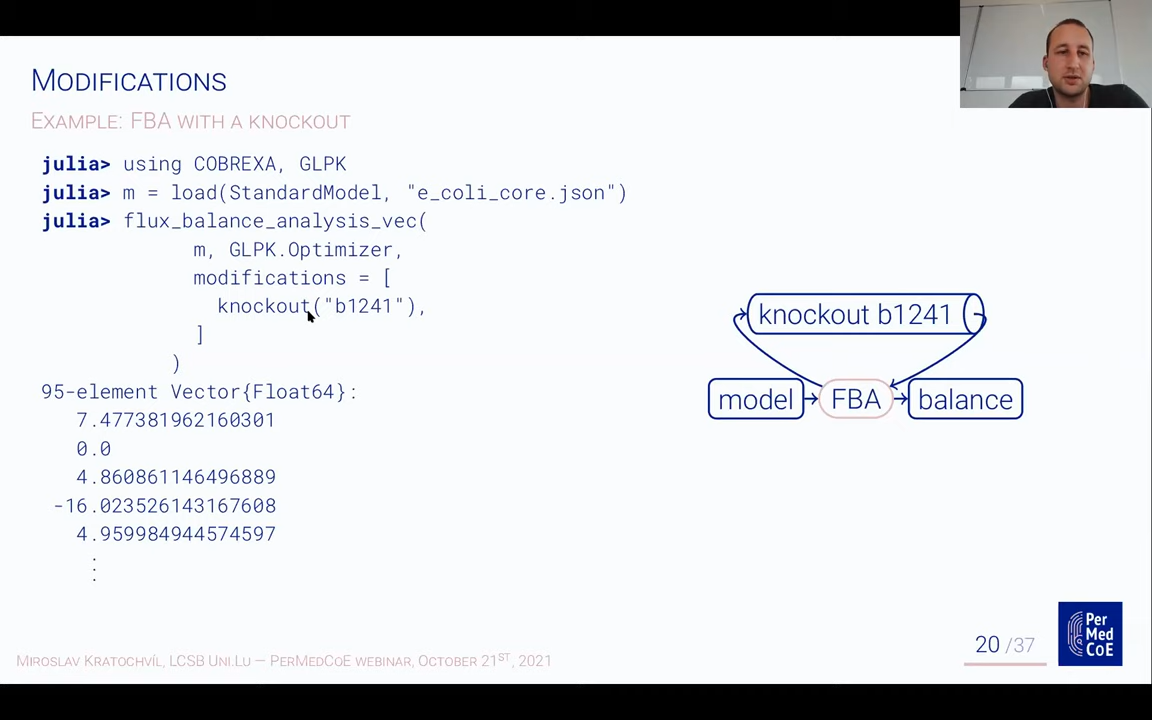 MODIFICATIONS
EXAMPLE: FBA WITH A KNOCKOUT
julia> using COBREXA, GLPK
julia> m = load(StandardModel, "e_coli_core.json")
julia> flux_balance_analysis_vec(
m, GLPK.Optimizer,
modifications = [
knockout("b1241"),
]
)
95-element Vector{Float64}:
7.477381962160301
0.0
4.860861146496889
-16.023526143167608
4.959984944574597
⋮
knockout b1241
model
FBA
balance
MIROSLAV KRATOCHVÍL, LCSB UNI.LU — PERMEDCOE WEBINAR, OCTOBER 21ST, 2021
20 /37
Per
Med
CoE